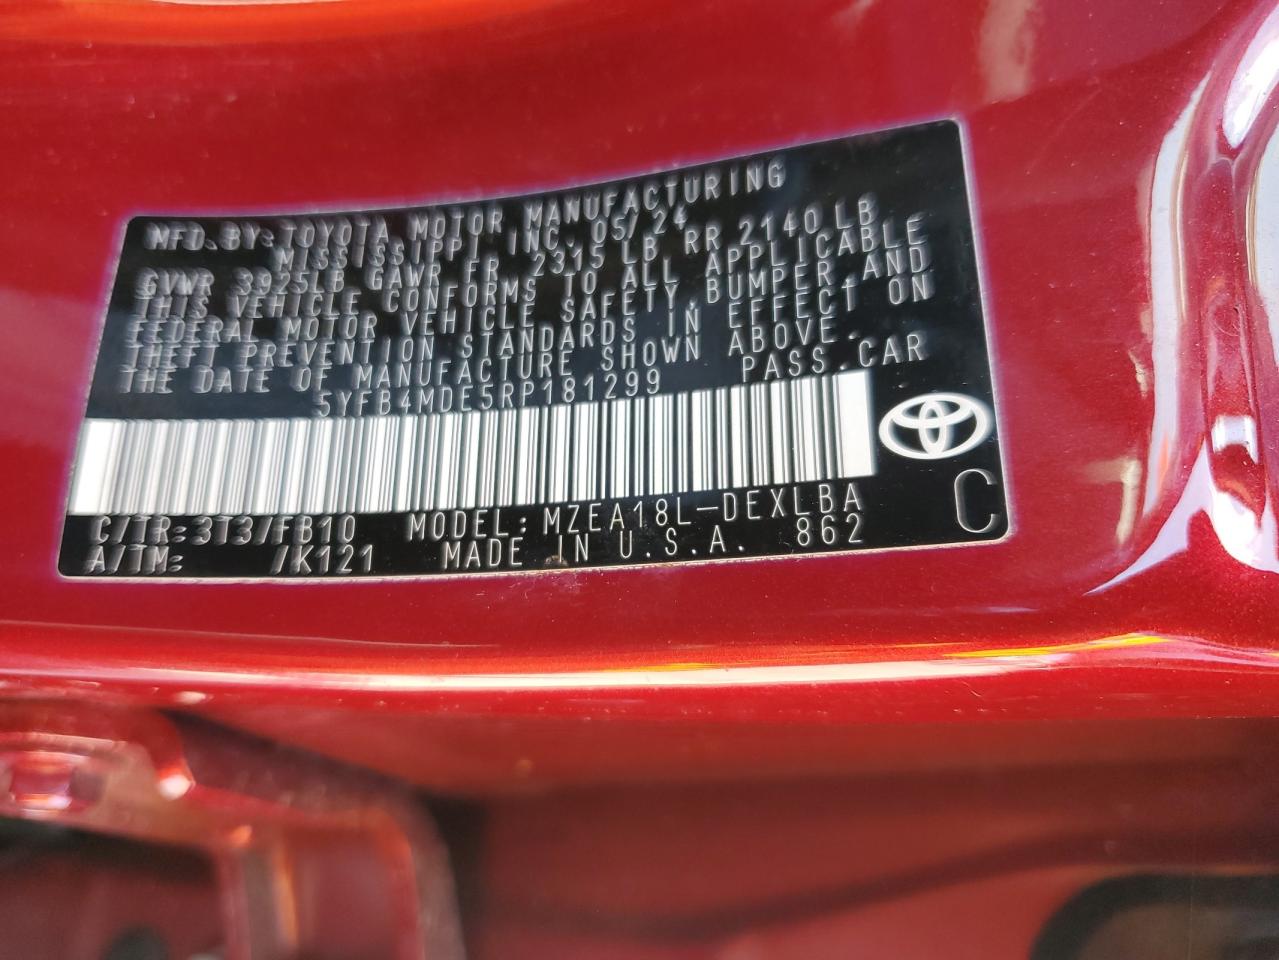 MFD. BY: TOYOTA MOTOR MANUFACTURING
MISSISSIPPI, INC. 05/24
GVWR 3925LB GAWR FR 2315 LB RR 2140 LB
THIS VEHICLE CONFORMS TO ALL APPLICABLE
FEDERAL MOTOR VEHICLE SAFETY, BUMPER, AND
THEFT PREVENTION STANDARDS IN EFFECT ON
THE DATE OF MANUFACTURE SHOWN ABOVE.
5YFB4MDE5RP181299 PASS. CAR
C/TR: 3T3/FB10 MODEL: MZEA18L-DEXLBA
A/TM: /K121 MADE IN U.S.A. 862
C